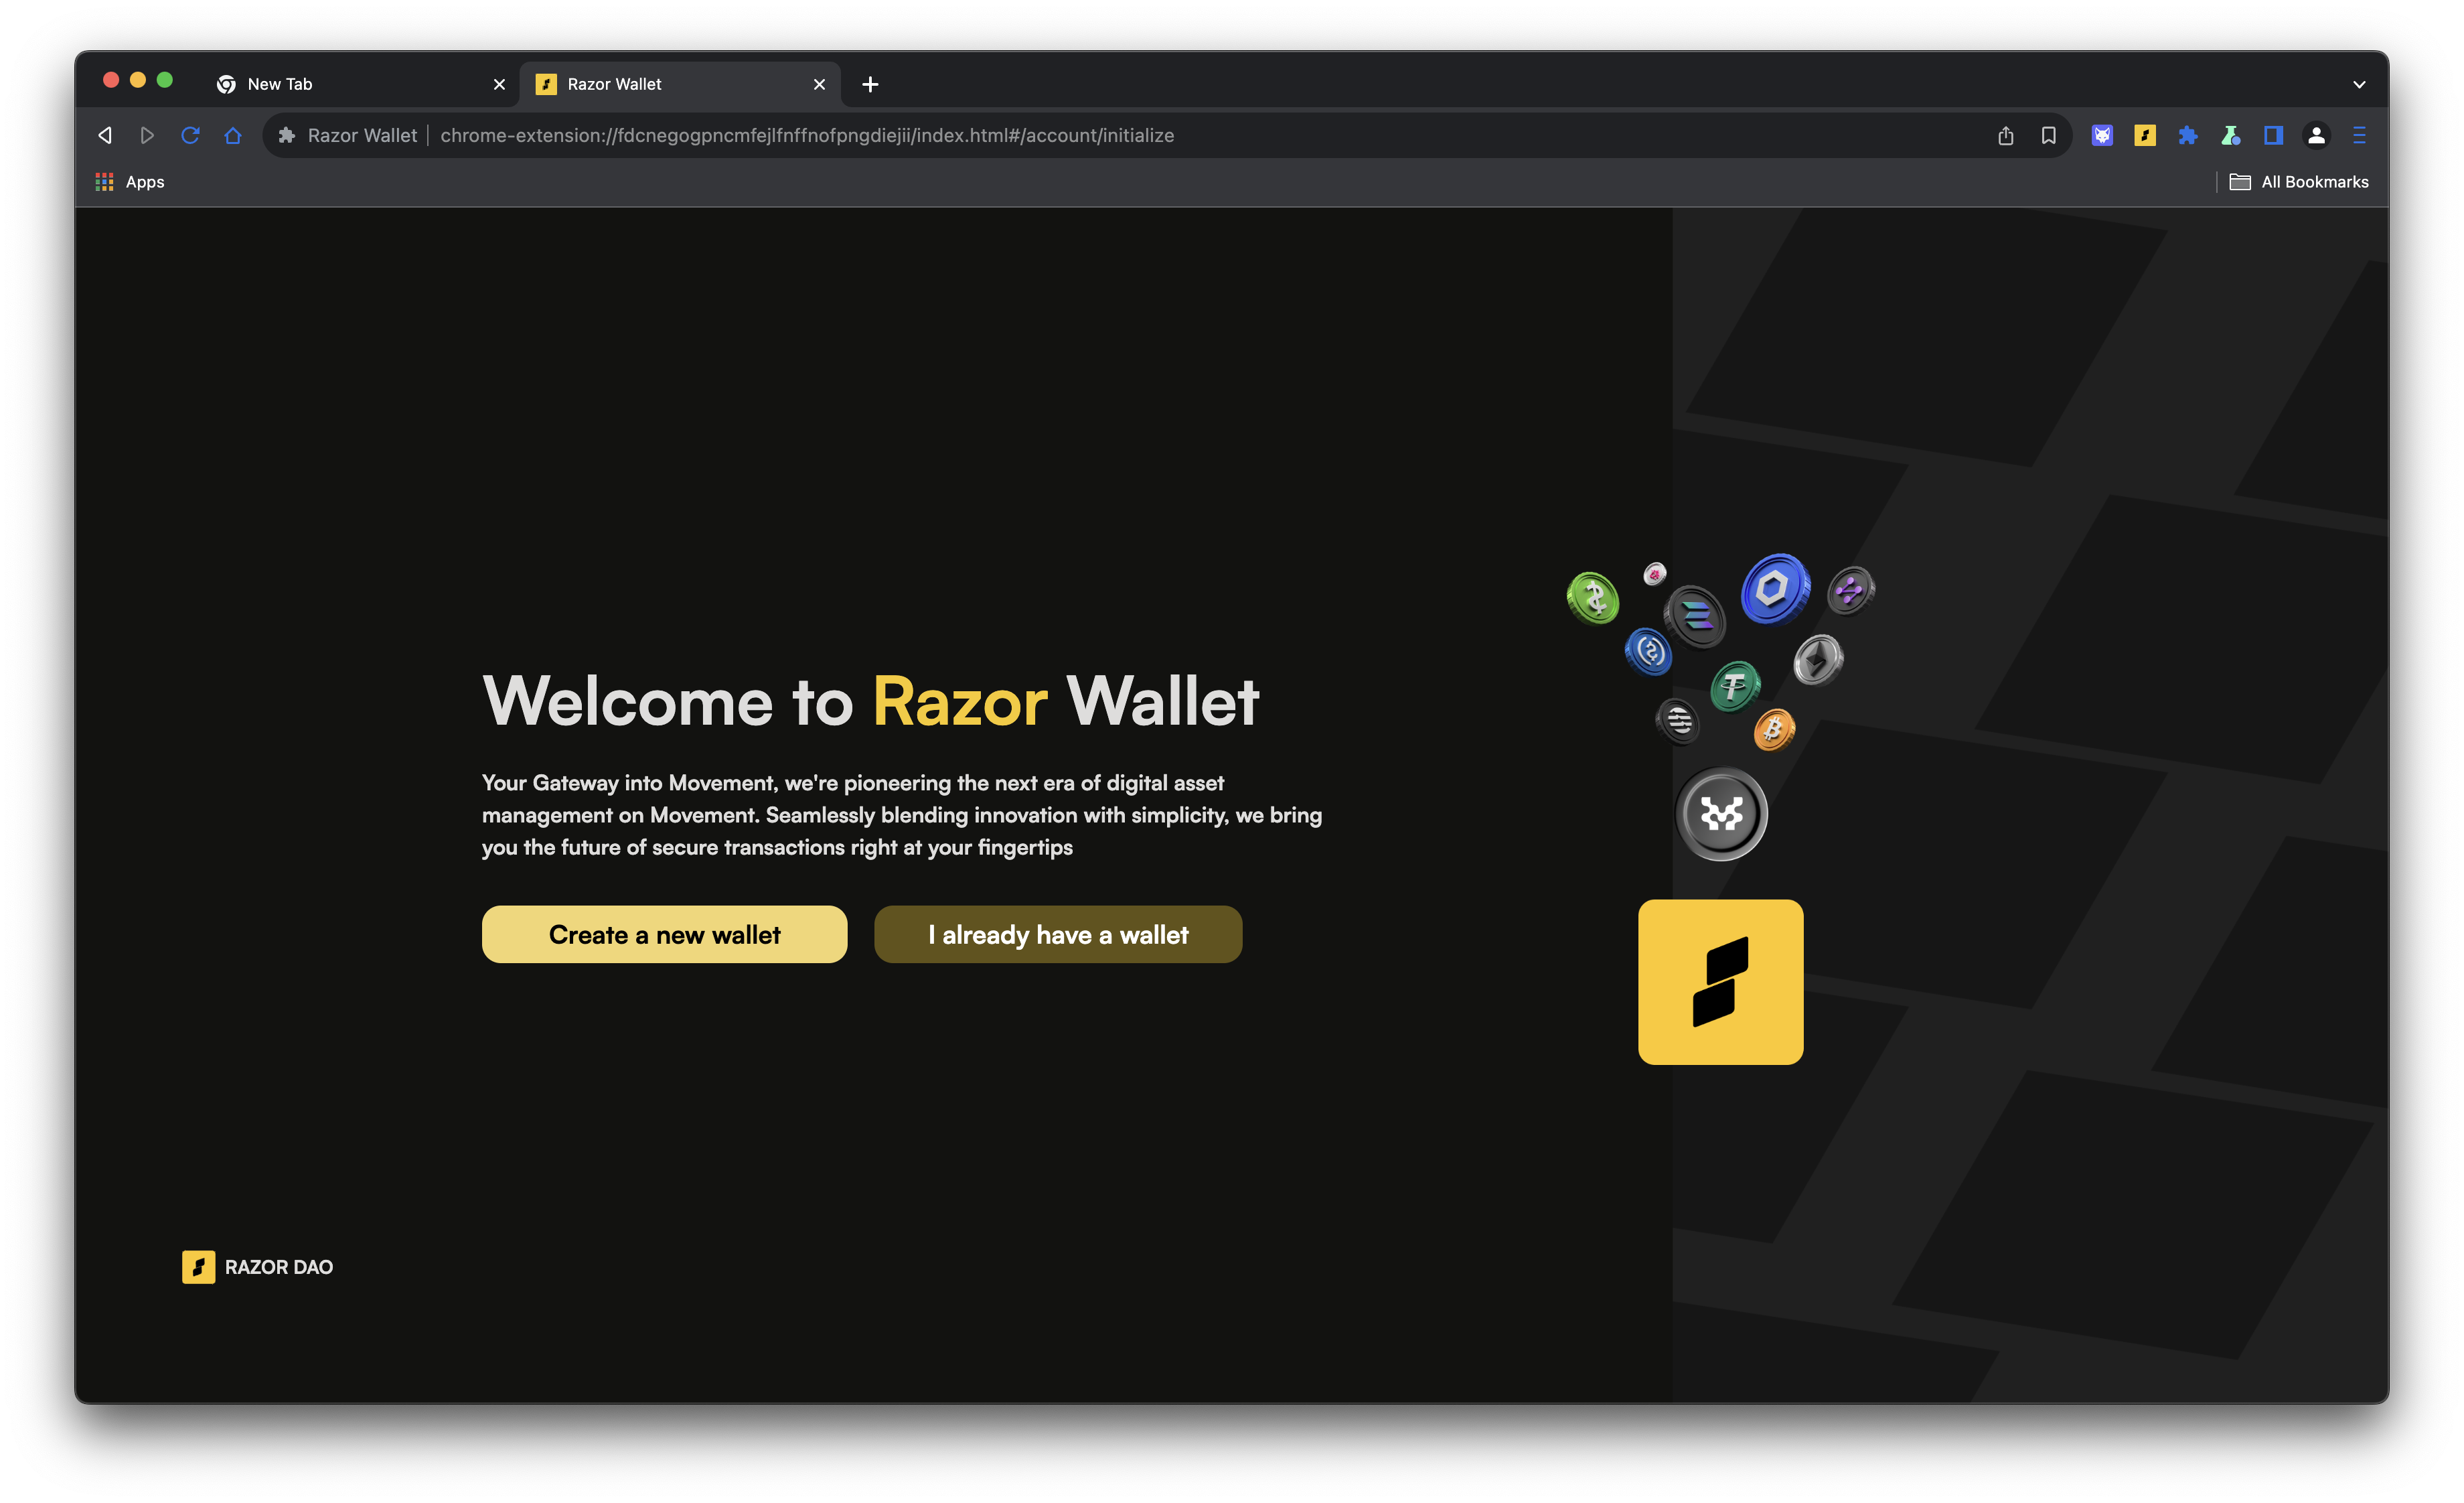 New Tab
Razor Wallet
Razor Wallet
chrome-extension://fdcnegogpncmfejlfnffnofpngdiejii/index.html#/account/initialize
Apps
All Bookmarks
Welcome to Razor Wallet
Your Gateway into Movement, we're pioneering the next era of digital asset
management on Movement. Seamlessly blending innovation with simplicity, we bring
you the future of secure transactions right at your fingertips
Create a new wallet
I already have a wallet
RAZOR DAO